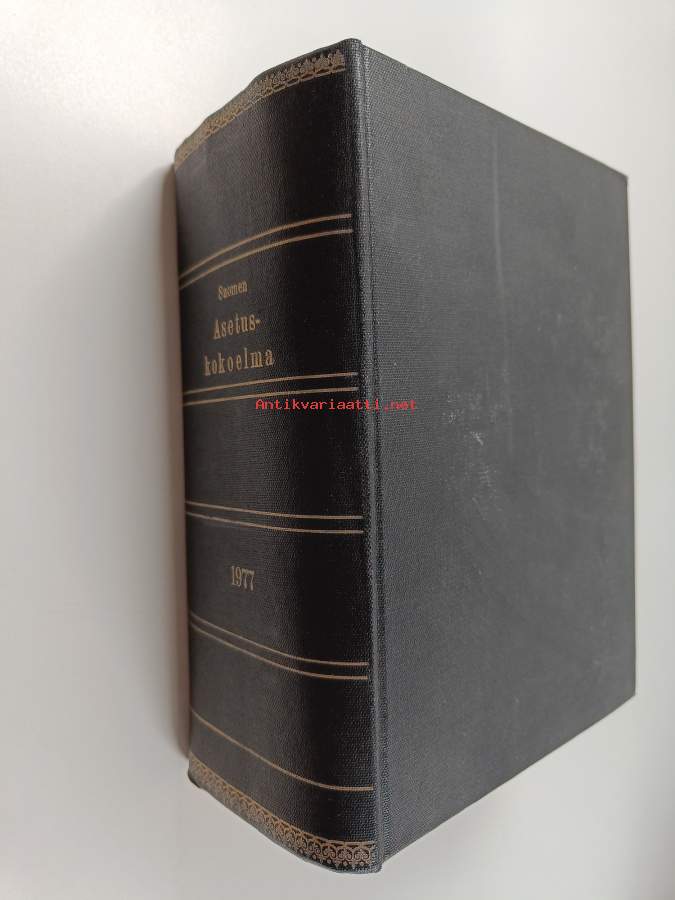 Suomen
Asetus-
kokoelma
Antikvariaatti.net
1977